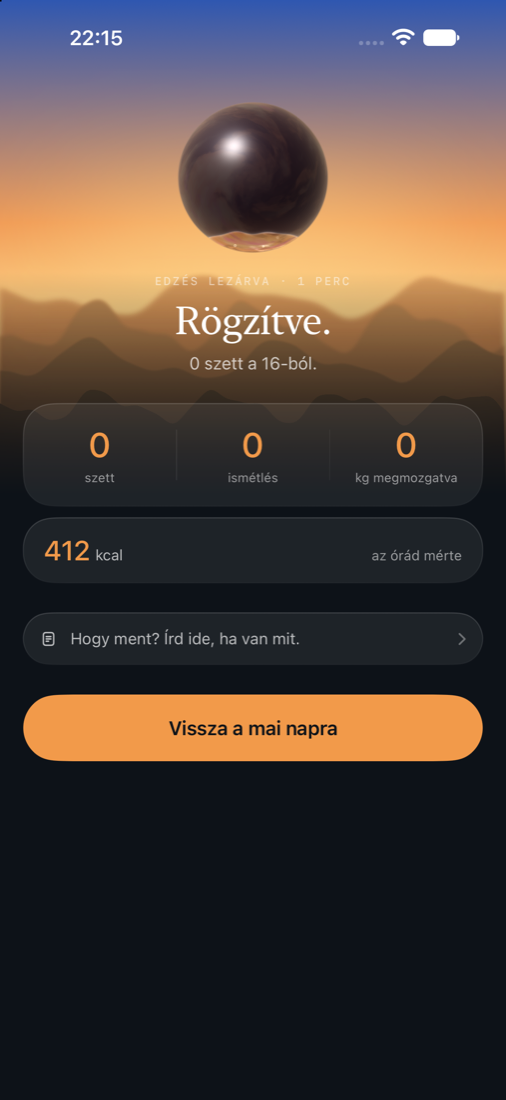 22:15
EDZÉS LEZÁRVA · 1 PERC
Rögzítve.
0 szett a 16-ból.
0 0 0
szett ismétlés kg megmozgatva
412 kcal az órád mérte
Hogy ment? Írd ide, ha van mit.
Vissza a mai napra